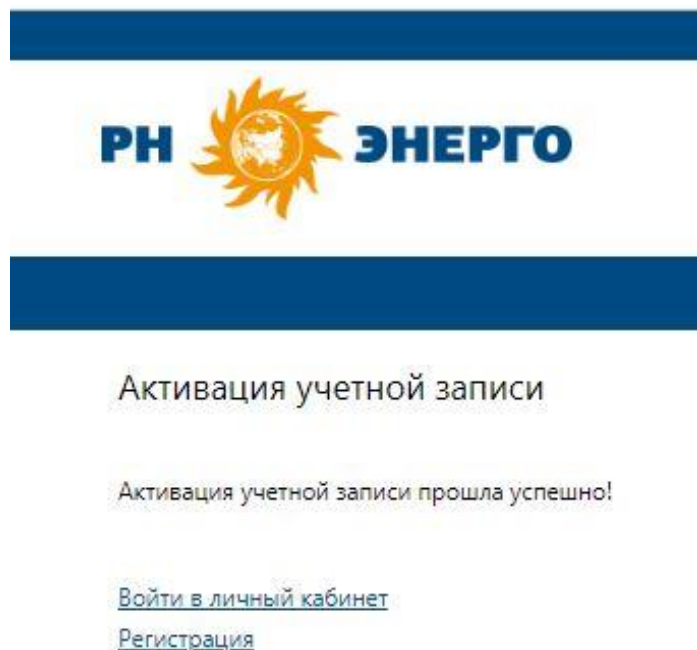 РН ЭНЕРГО
Активация учетной записи
Активация учетной записи прошла успешно!
Войти в личный кабинет
Регистрация